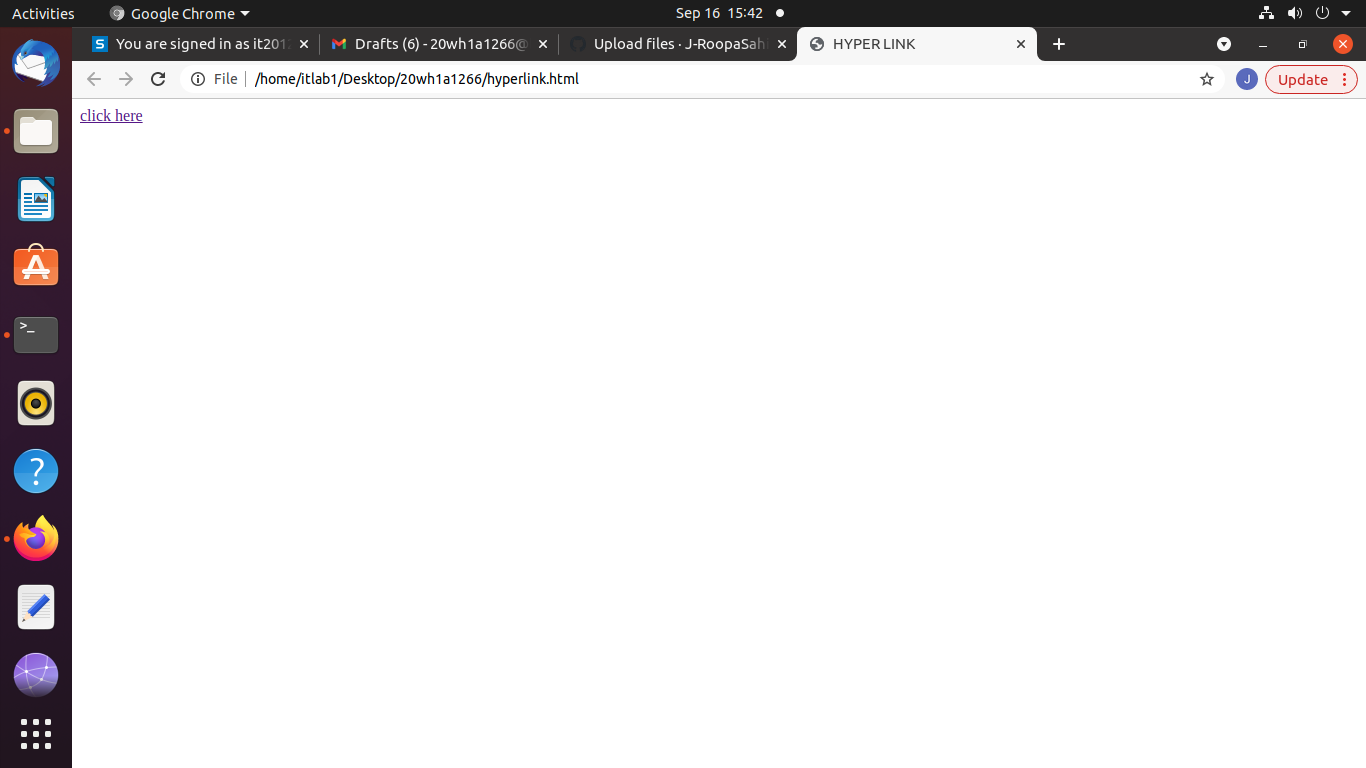 Activities Google Chrome Sep 16 15:42
You are signed in as it201 Drafts (6) - 20wh1a1266@ Upload files · J-RoopaSah HYPER LINK
File /home/itlab1/Desktop/20wh1a1266/hyperlink.html J Update
click here